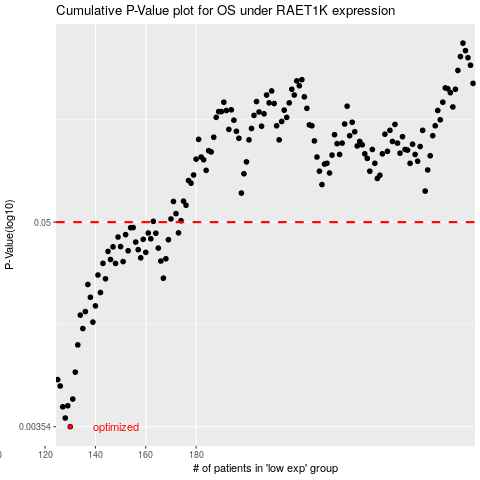 Cumulative P-Value plot for OS under RAET1K expression
P-Value(log10)
0.05
0.00354
optimized
0 120 140 160 180
# of patients in 'low exp' group